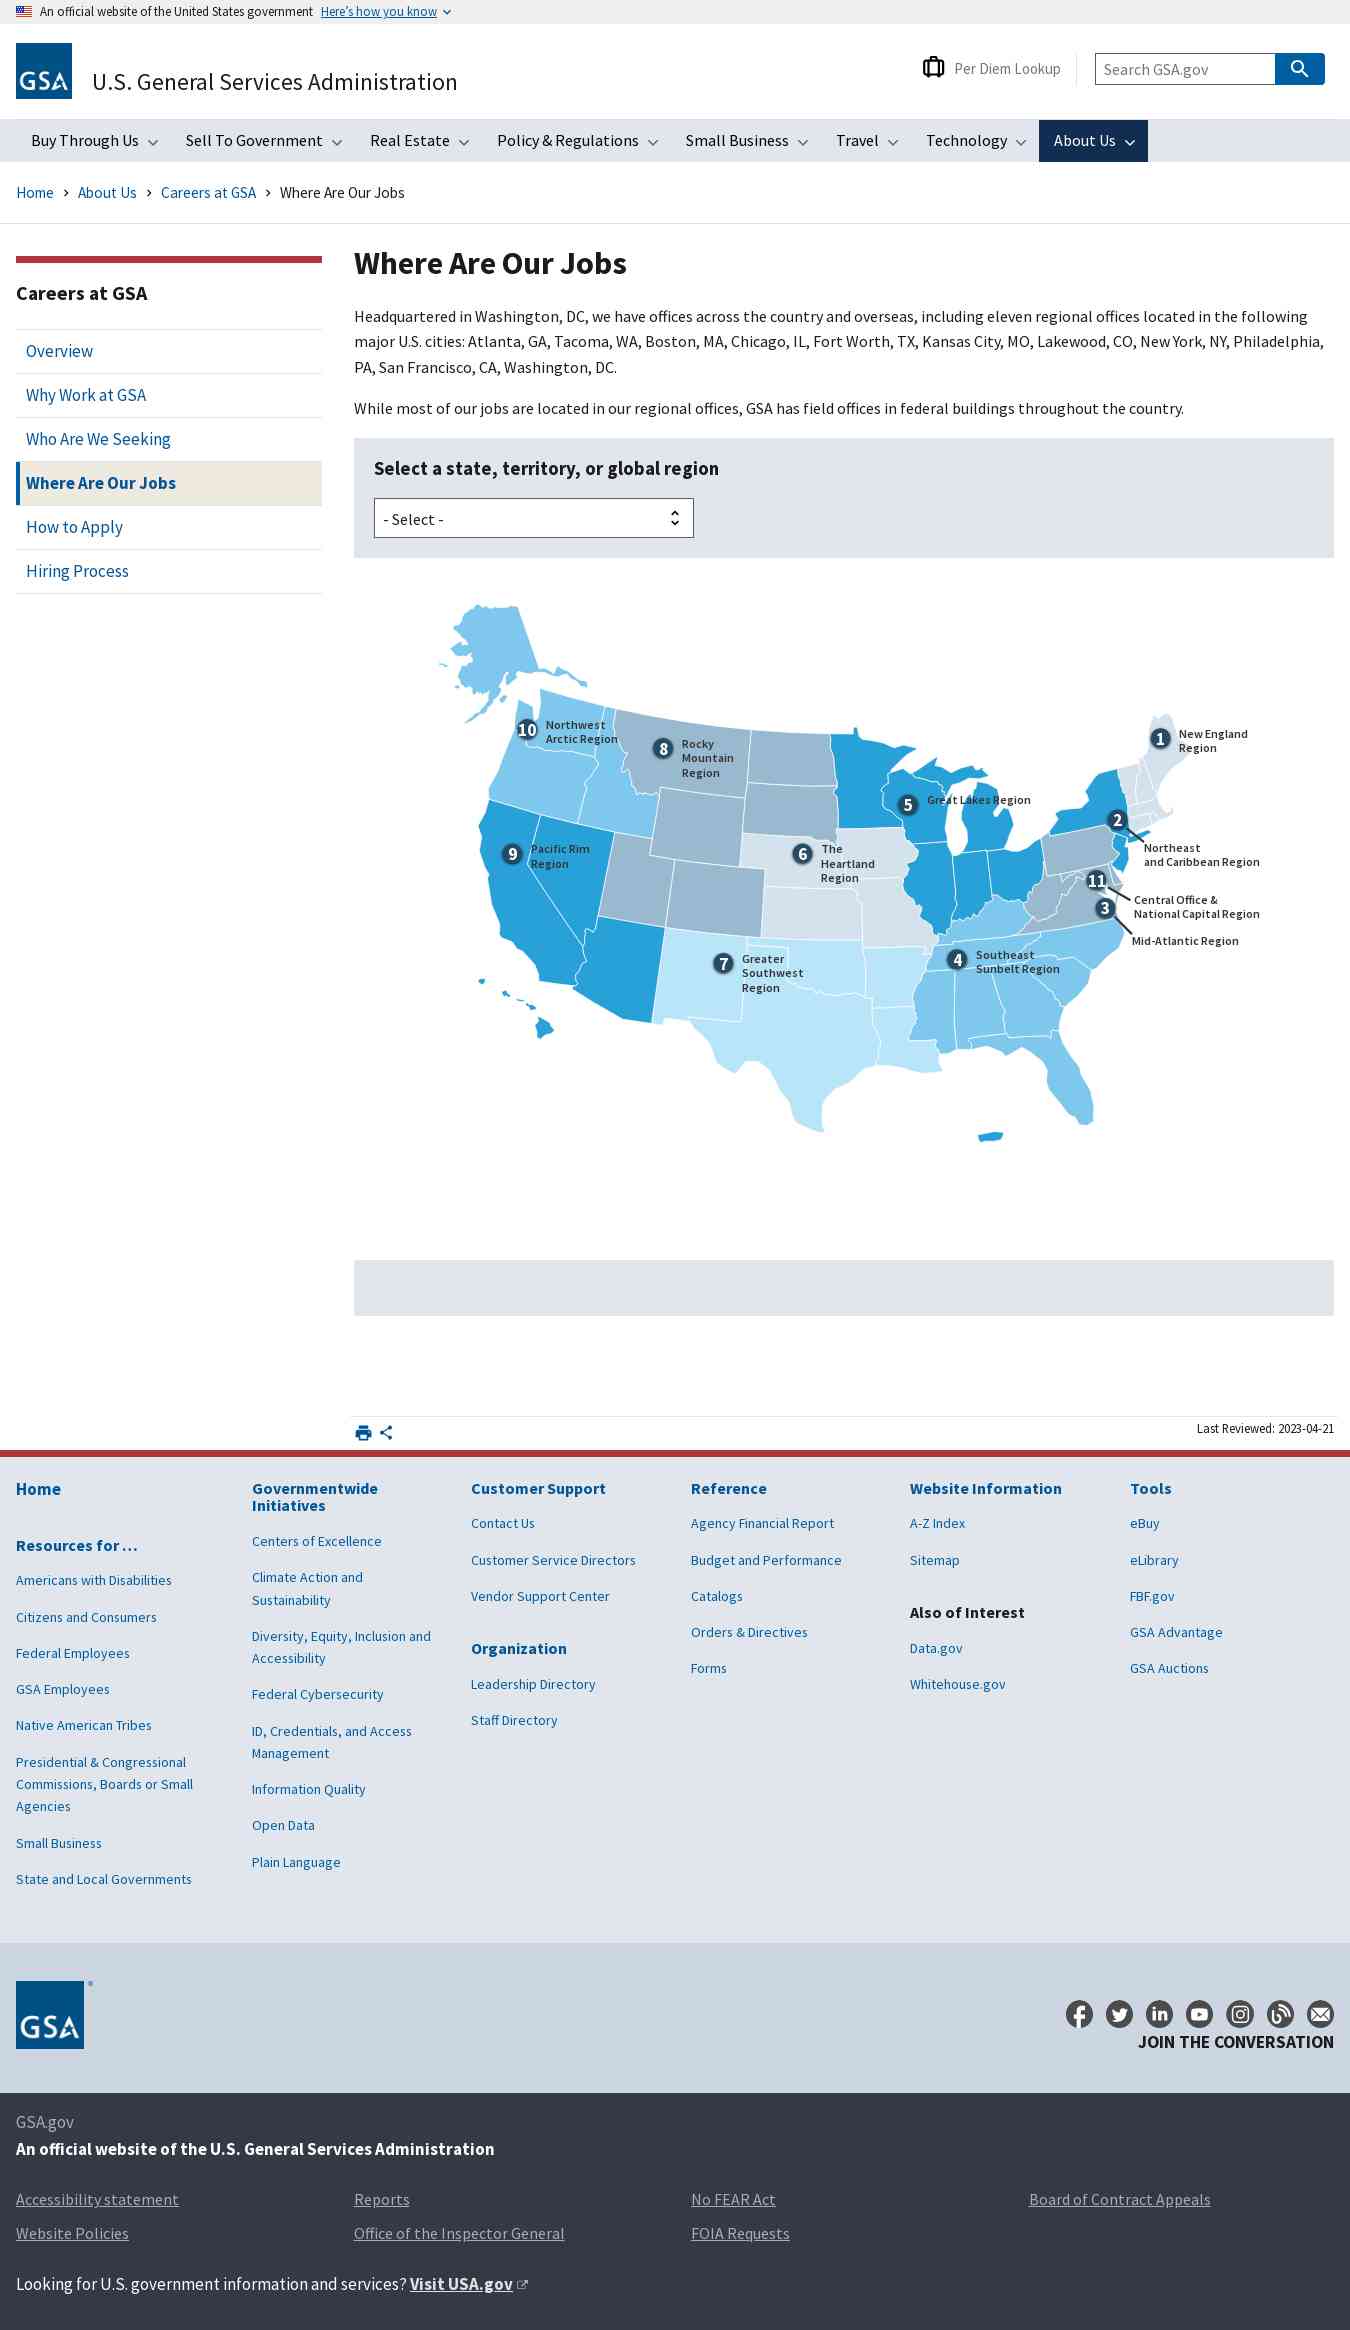 An official website of the United States government Here's how you know
GSA
U.S. General Services Administration
Per Diem Lookup
Search GSA.gov
Buy Through Us
Sell To Government
Real Estate
Policy & Regulations
Small Business
Travel
Technology
About Us
Home
About Us
Careers at GSA
Where Are Our Jobs
Careers at GSA
Overview
Why Work at GSA
Who Are We Seeking
Where Are Our Jobs
How to Apply
Hiring Process
Where Are Our Jobs
Headquartered in Washington, DC, we have offices across the country and overseas, including eleven regional offices located in the following
major U.S. cities: Atlanta, GA, Tacoma, WA, Boston, MA, Chicago, IL, Fort Worth, TX, Kansas City, MO, Lakewood, CO, New York, NY, Philadelphia,
PA, San Francisco, CA, Washington, DC.
While most of our jobs are located in our regional offices, GSA has field offices in federal buildings throughout the country.
Select a state, territory, or global region
- Select -
10 Northwest
Arctic Region
8 Rocky
Mountain
Region
1 New England
Region
5 Great Lakes Region
2
Northeast
and Caribbean Region
9 Pacific Rim
Region
6 The
Heartland
Region
11
Central Office &
National Capital Region
3
Mid-Atlantic Region
7 Greater
Southwest
Region
4 Southeast
Sunbelt Region
Last Reviewed: 2023-04-21
Home
Resources for …
Americans with Disabilities
Citizens and Consumers
Federal Employees
GSA Employees
Native American Tribes
Presidential & Congressional
Commissions, Boards or Small
Agencies
Small Business
State and Local Governments
Governmentwide
Initiatives
Centers of Excellence
Climate Action and
Sustainability
Diversity, Equity, Inclusion and
Accessibility
Federal Cybersecurity
ID, Credentials, and Access
Management
Information Quality
Open Data
Plain Language
Customer Support
Contact Us
Customer Service Directors
Vendor Support Center
Organization
Leadership Directory
Staff Directory
Reference
Agency Financial Report
Budget and Performance
Catalogs
Orders & Directives
Forms
Website Information
A-Z Index
Sitemap
Also of Interest
Data.gov
Whitehouse.gov
Tools
eBuy
eLibrary
FBF.gov
GSA Advantage
GSA Auctions
GSA
JOIN THE CONVERSATION
GSA.gov
An official website of the U.S. General Services Administration
Accessibility statement
Reports
No FEAR Act
Board of Contract Appeals
Website Policies
Office of the Inspector General
FOIA Requests
Looking for U.S. government information and services? Visit USA.gov